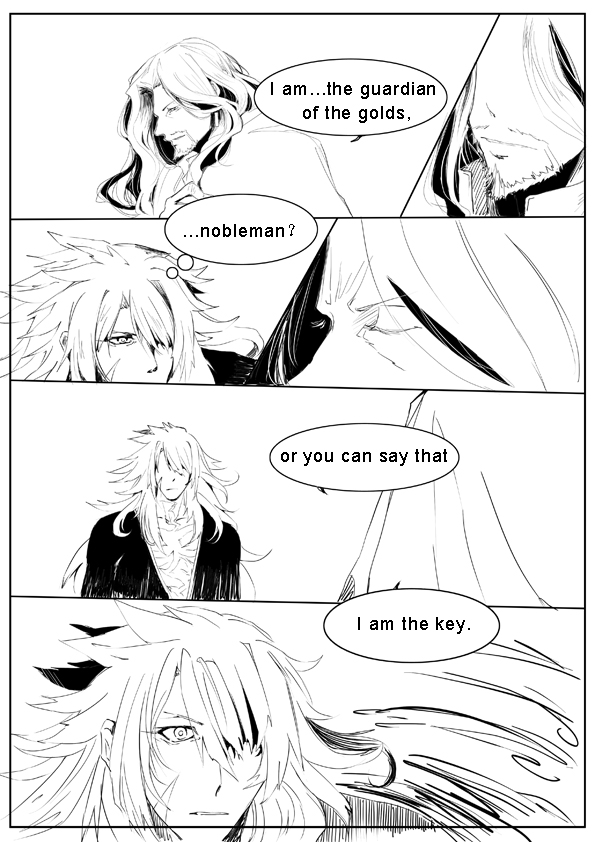 I am...the guardian
of the golds,
...nobleman?
or you can say that
I am the key.